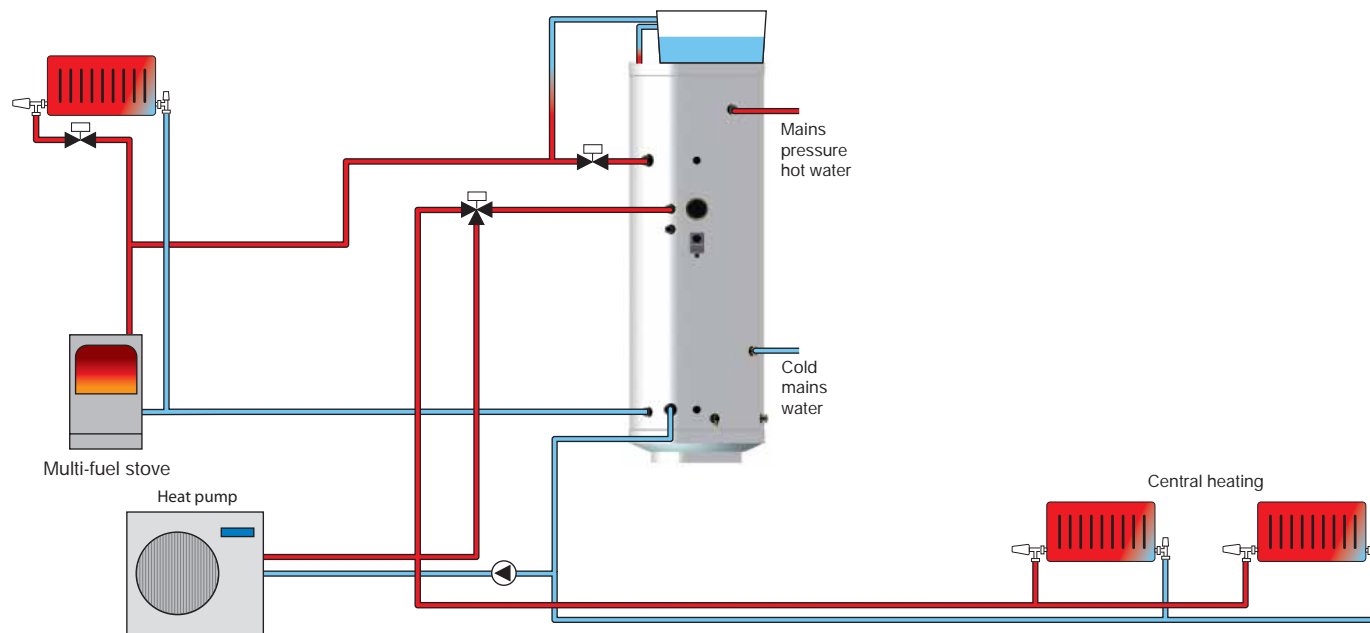 Mains
pressure
hot water
Cold
mains
water
Multi-fuel stove
Heat pump
Central heating